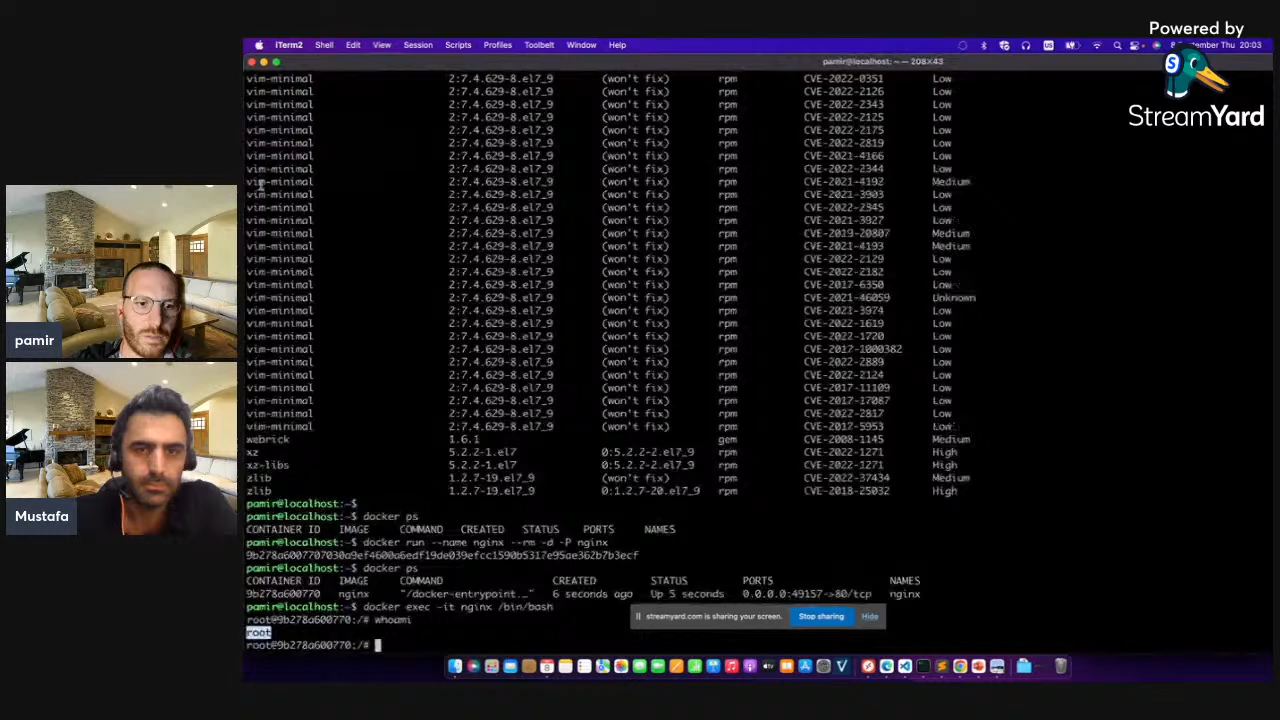 Powered by
StreamYard
iTerm2 Shell Edit View Session Scripts Profiles Toolbelt Window Help
September Thu 20:03
pamir@localhost: ~ — 208×43
vim-minimal 2:7.4.629-8.el7_9 (won't fix) rpm CVE-2022-0351 Low
vim-minimal 2:7.4.629-8.el7_9 (won't fix) rpm CVE-2022-2126 Low
vim-minimal 2:7.4.629-8.el7_9 (won't fix) rpm CVE-2022-2343 Low
vim-minimal 2:7.4.629-8.el7_9 (won't fix) rpm CVE-2022-2125 Low
vim-minimal 2:7.4.629-8.el7_9 (won't fix) rpm CVE-2022-2175 Low
vim-minimal 2:7.4.629-8.el7_9 (won't fix) rpm CVE-2022-2819 Low
vim-minimal 2:7.4.629-8.el7_9 (won't fix) rpm CVE-2021-4166 Low
vim-minimal 2:7.4.629-8.el7_9 (won't fix) rpm CVE-2022-2344 Low
vim-minimal 2:7.4.629-8.el7_9 (won't fix) rpm CVE-2021-4192 Medium
vim-minimal 2:7.4.629-8.el7_9 (won't fix) rpm CVE-2021-3903 Low
vim-minimal 2:7.4.629-8.el7_9 (won't fix) rpm CVE-2022-2345 Low
vim-minimal 2:7.4.629-8.el7_9 (won't fix) rpm CVE-2021-3927 Low
vim-minimal 2:7.4.629-8.el7_9 (won't fix) rpm CVE-2019-20807 Medium
vim-minimal 2:7.4.629-8.el7_9 (won't fix) rpm CVE-2021-4193 Medium
vim-minimal 2:7.4.629-8.el7_9 (won't fix) rpm CVE-2022-2129 Low
vim-minimal 2:7.4.629-8.el7_9 (won't fix) rpm CVE-2022-2182 Low
vim-minimal 2:7.4.629-8.el7_9 (won't fix) rpm CVE-2017-6350 Low
vim-minimal 2:7.4.629-8.el7_9 (won't fix) rpm CVE-2021-46059 Unknown
vim-minimal 2:7.4.629-8.el7_9 (won't fix) rpm CVE-2021-3974 Low
vim-minimal 2:7.4.629-8.el7_9 (won't fix) rpm CVE-2022-1619 Low
vim-minimal 2:7.4.629-8.el7_9 (won't fix) rpm CVE-2022-1720 Low
vim-minimal 2:7.4.629-8.el7_9 (won't fix) rpm CVE-2017-1000382 Low
vim-minimal 2:7.4.629-8.el7_9 (won't fix) rpm CVE-2022-2889 Low
vim-minimal 2:7.4.629-8.el7_9 (won't fix) rpm CVE-2022-2124 Low
vim-minimal 2:7.4.629-8.el7_9 (won't fix) rpm CVE-2017-11109 Low
vim-minimal 2:7.4.629-8.el7_9 (won't fix) rpm CVE-2017-17087 Low
vim-minimal 2:7.4.629-8.el7_9 (won't fix) rpm CVE-2022-2817 Low
vim-minimal 2:7.4.629-8.el7_9 (won't fix) rpm CVE-2017-5953 Low
webrick 1.6.1 gem CVE-2008-1145 Medium
xz 5.2.2-1.el7 0:5.2.2-2.el7_9 rpm CVE-2022-1271 High
xz-libs 5.2.2-1.el7 0:5.2.2-2.el7_9 rpm CVE-2022-1271 High
zlib 1.2.7-19.el7_9 (won't fix) rpm CVE-2022-37434 Medium
zlib 1.2.7-19.el7_9 0:1.2.7-20.el7_9 rpm CVE-2018-25032 High
pamir@localhost:~$
pamir@localhost:~$ docker ps
CONTAINER ID IMAGE COMMAND CREATED STATUS PORTS NAMES
pamir@localhost:~$ docker run --name nginx --rm -d -P nginx
9b278a6007707030a9ef4600a6edf19de039efcc1590b5317e95ae362b7b3ecf
pamir@localhost:~$ docker ps
CONTAINER ID IMAGE COMMAND CREATED STATUS PORTS NAMES
9b278a600770 nginx "/docker-entrypoint.…" 6 seconds ago Up 5 seconds 0.0.0.0:49157->80/tcp nginx
pamir@localhost:~$ docker exec -it nginx /bin/bash
root@9b278a600770:/# whoami
root
root@9b278a600770:/#
streamyard.com is sharing your screen. Stop sharing Hide
pamir
Mustafa